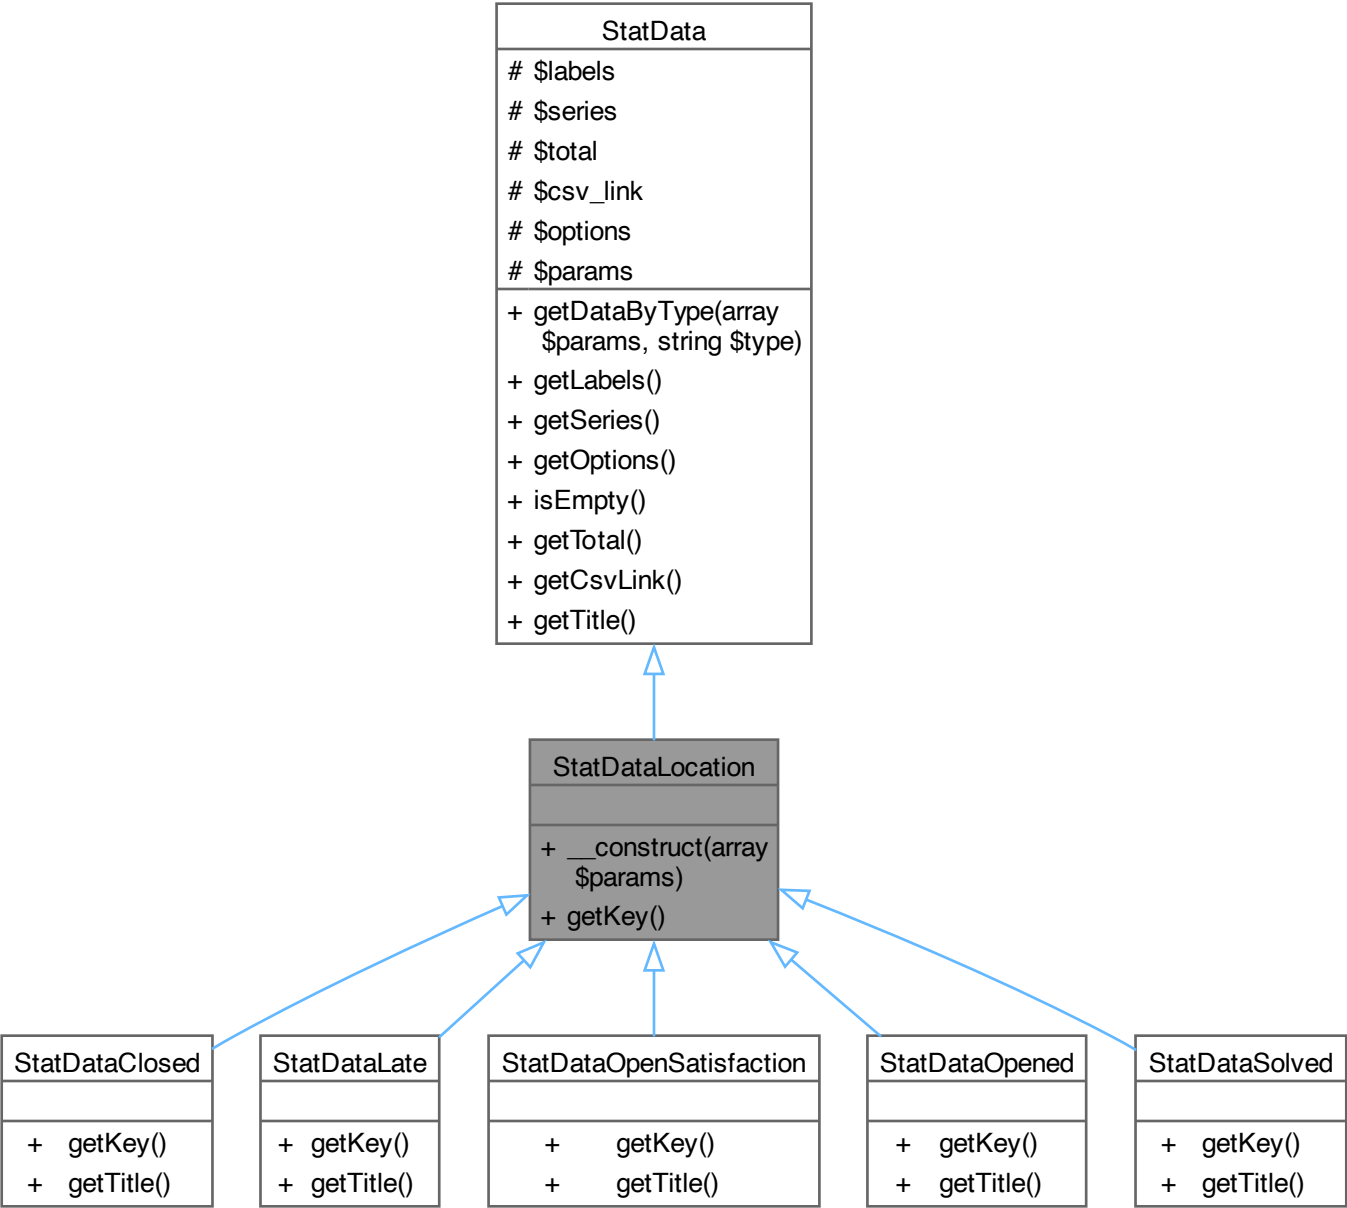 StatData
# $labels
# $series
# $total
# $csv_link
# $options
# $params
+ getDataByType(array
$params, string $type)
+ getLabels()
+ getSeries()
+ getOptions()
+ isEmpty()
+ getTotal()
+ getCsvLink()
+ getTitle()
StatDataLocation
+ __construct(array
$params)
+ getKey()
StatDataClosed
+ getKey()
+ getTitle()
StatDataLate
+ getKey()
+ getTitle()
StatDataOpenSatisfaction
+ getKey()
+ getTitle()
StatDataOpened
+ getKey()
+ getTitle()
StatDataSolved
+ getKey()
+ getTitle()